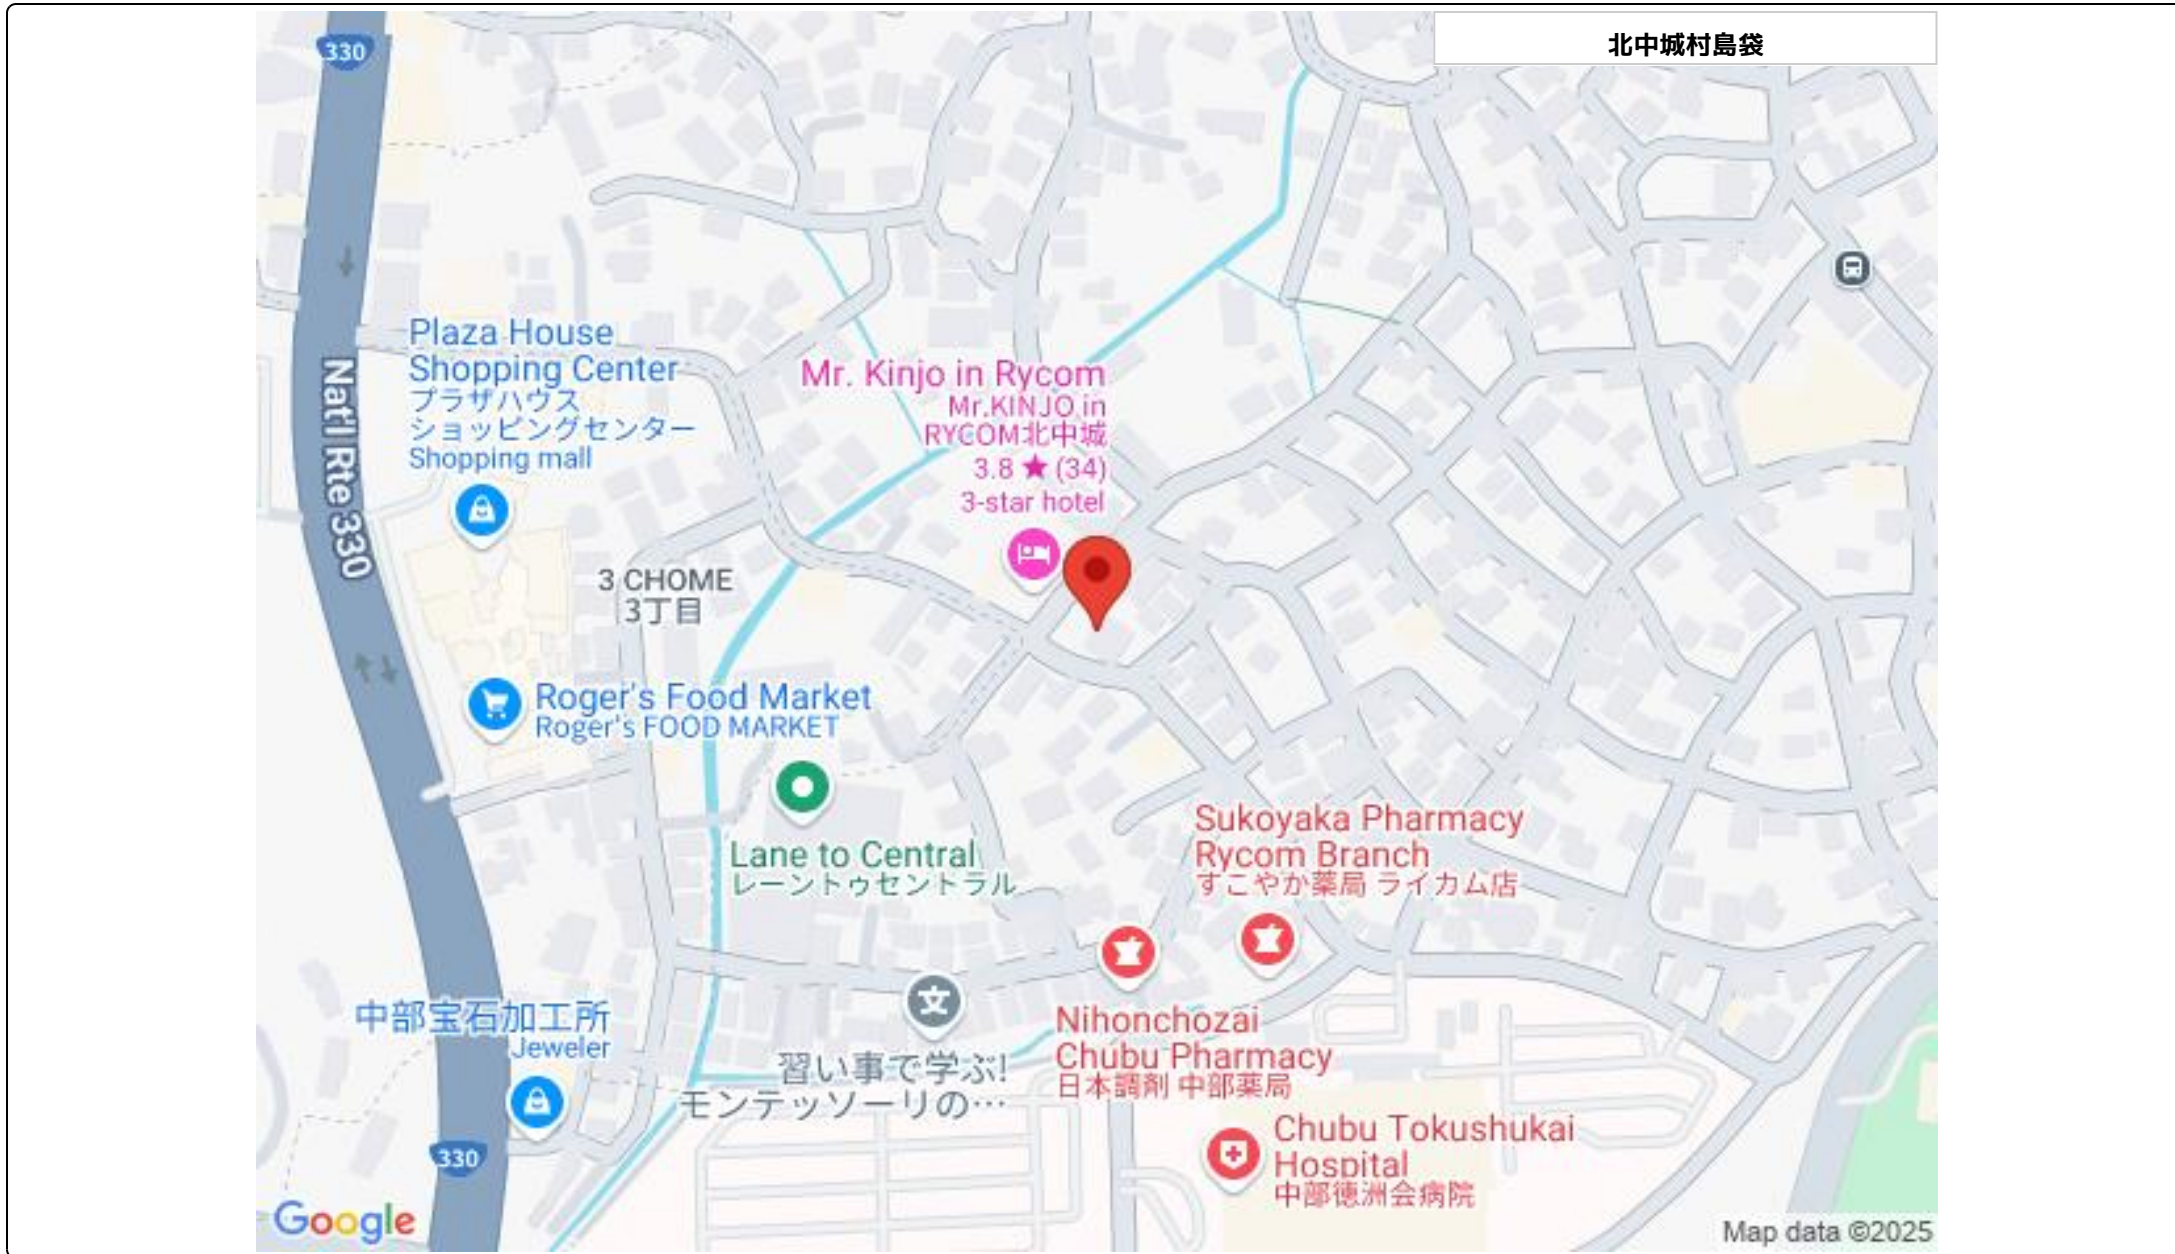 330
北中城村島袋
Plaza House
Shopping Center
プラザハウス
ショッピングセンター
Shopping mall
Nat'l Rte 330
Mr. Kinjo in Rycom
Mr.KINJO in
RYCOM北中城
3.8 ★ (34)
3-star hotel
3 CHOME
3丁目
Roger's Food Market
Roger's FOOD MARKET
Lane to Central
レーントゥセントラル
Sukoyaka Pharmacy
Rycom Branch
すこやか薬局 ライカム店
中部宝石加工所
Jeweler
文
習い事で学ぶ!
モンテッソーリの…
Nihonchozai
Chubu Pharmacy
日本調剤 中部薬局
Chubu Tokushukai
Hospital
中部徳洲会病院
330
Google
Map data ©2025